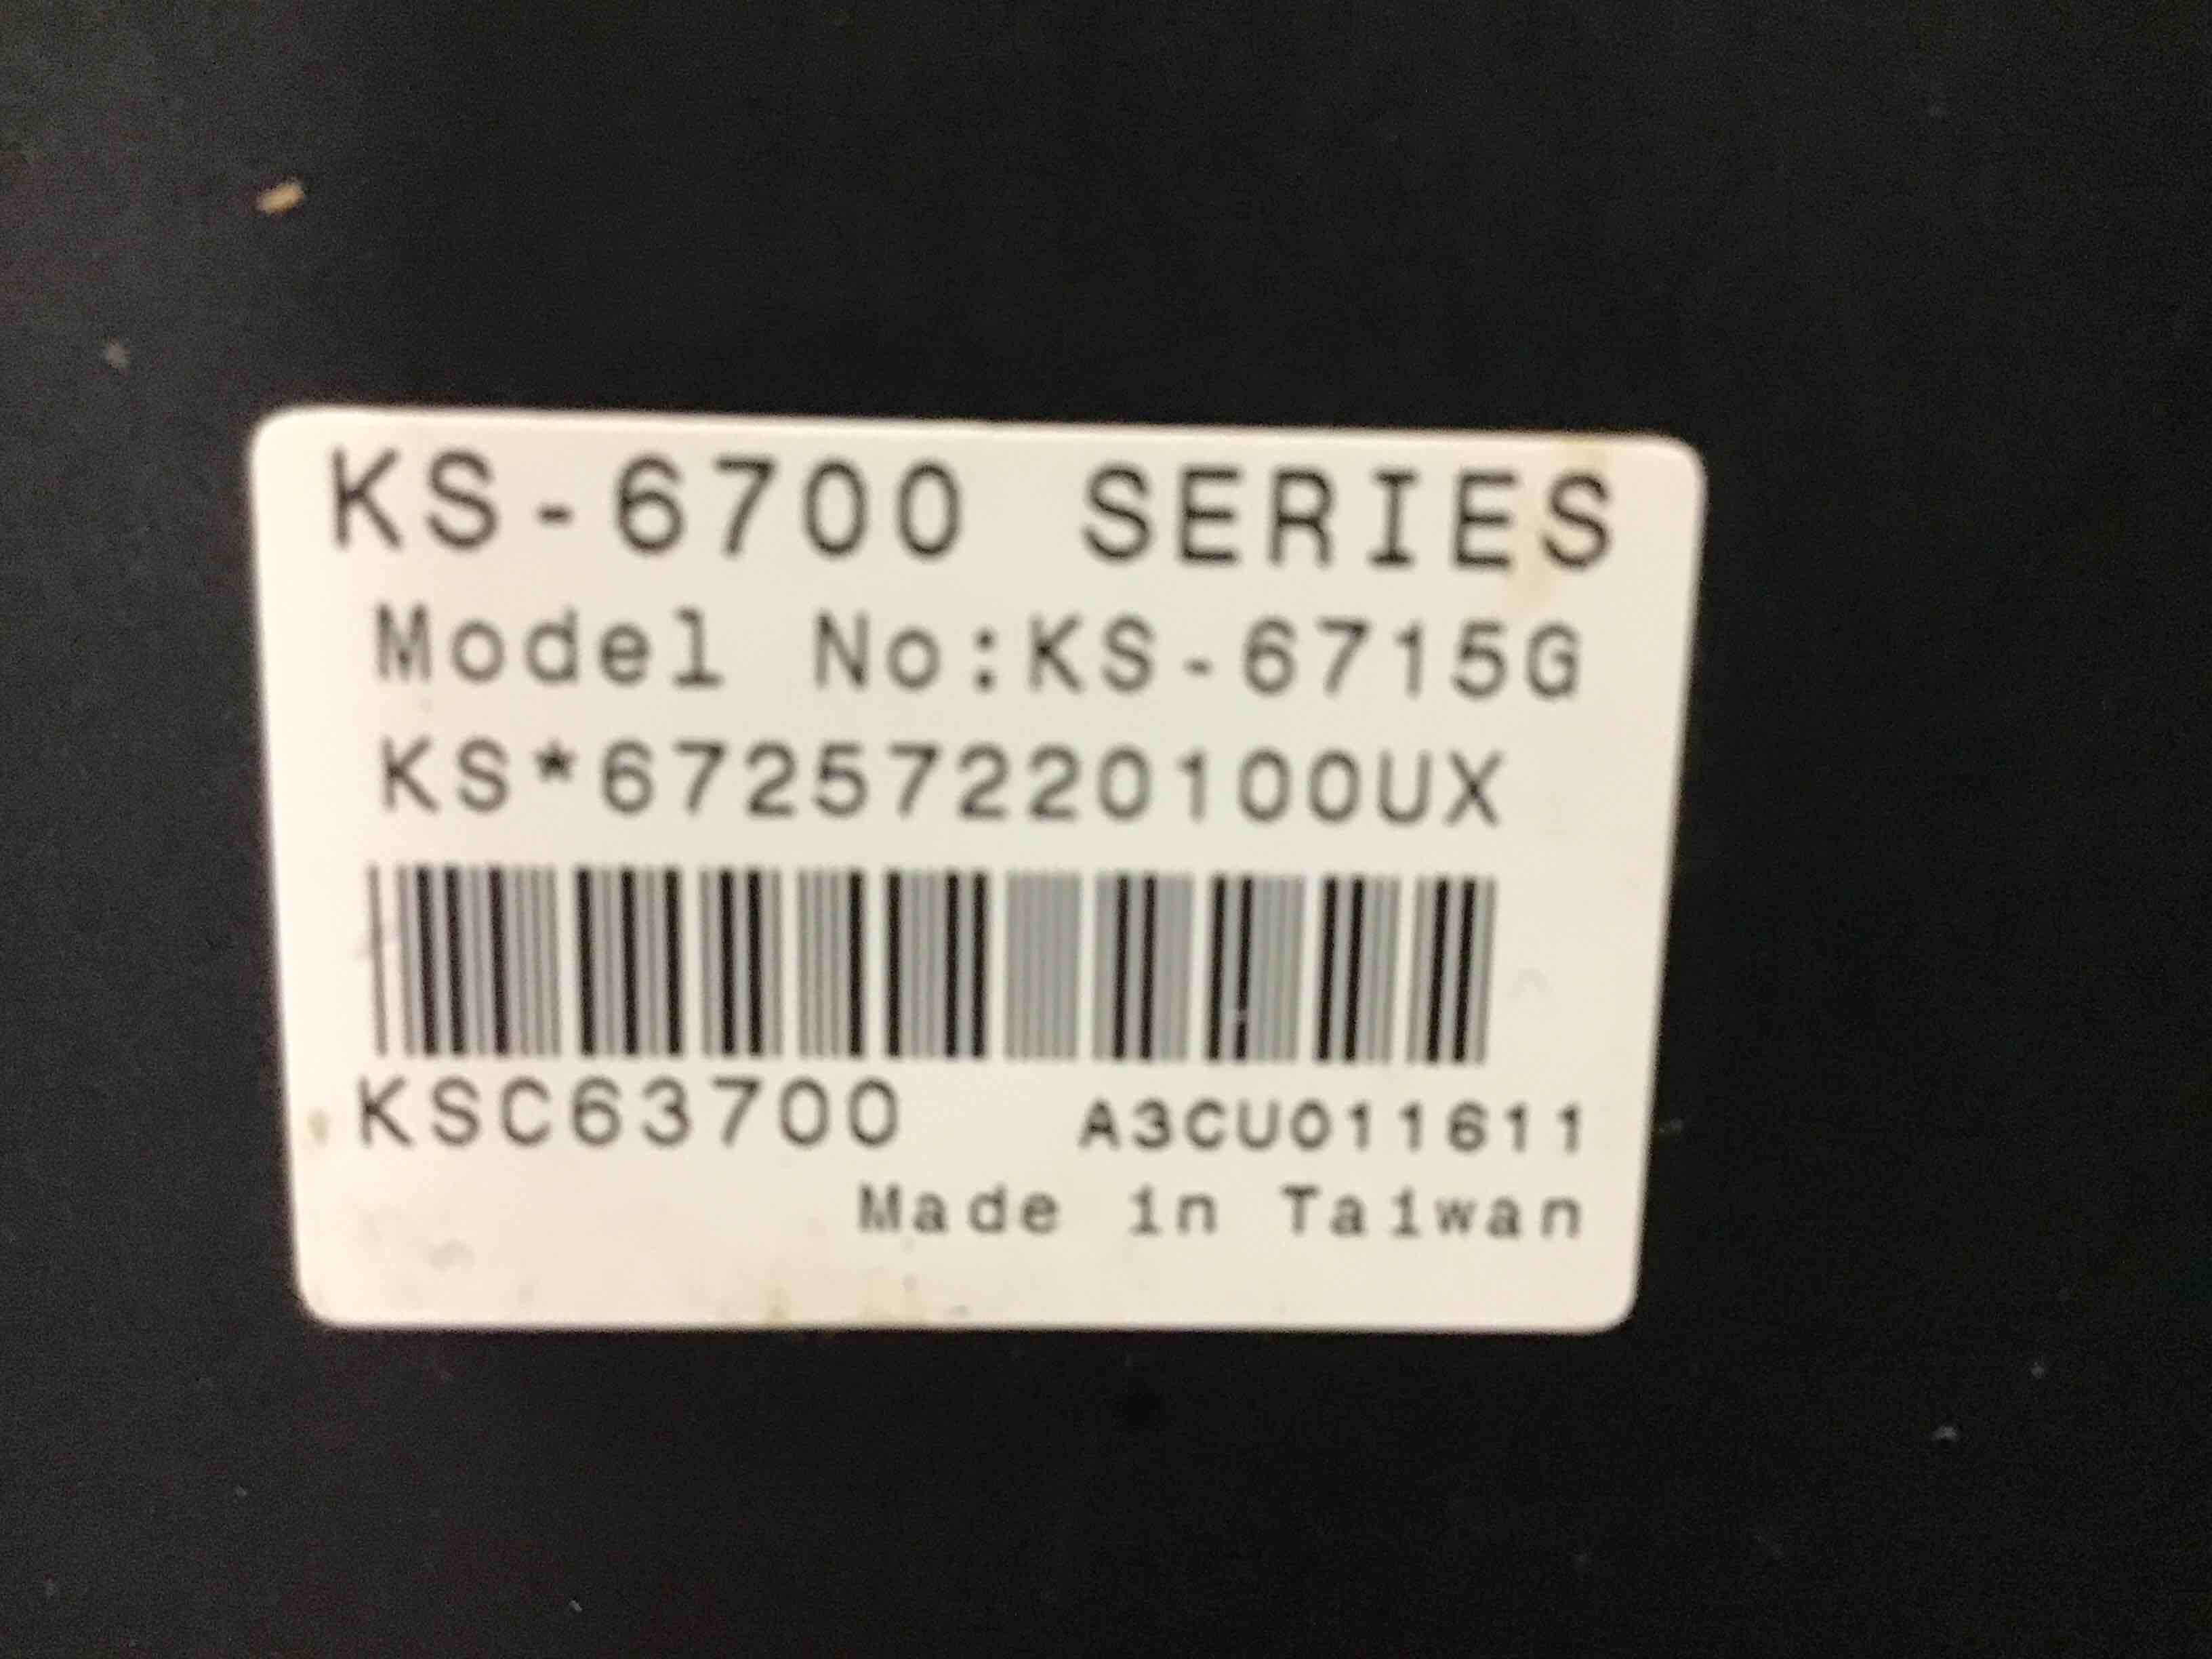 KS-6700 SERIES
Model No:KS-6715G
KS*67257220100UX
KSC63700 A3CU011611
Made in Taiwan